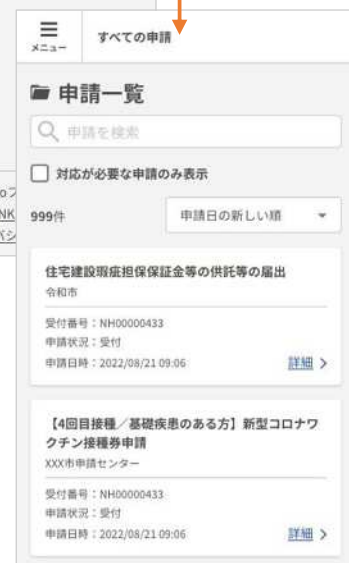 メニュー
すべての申請
申請一覧
申請を検索
対応が必要な申請のみ表示
999件
申請日の新しい順
住宅建設瑕疵担保保証金等の供託等の届出
令和市
受付番号：NH00000433
申請状況：受付
申請日時：2022/08/21 09:06
詳細 >
【4回目接種／基礎疾患のある方】新型コロナワ
クチン接種券申請
XXX市申請センター
受付番号：NH00000433
申請状況：受付
申請日時：2022/08/21 09:06
詳細 >